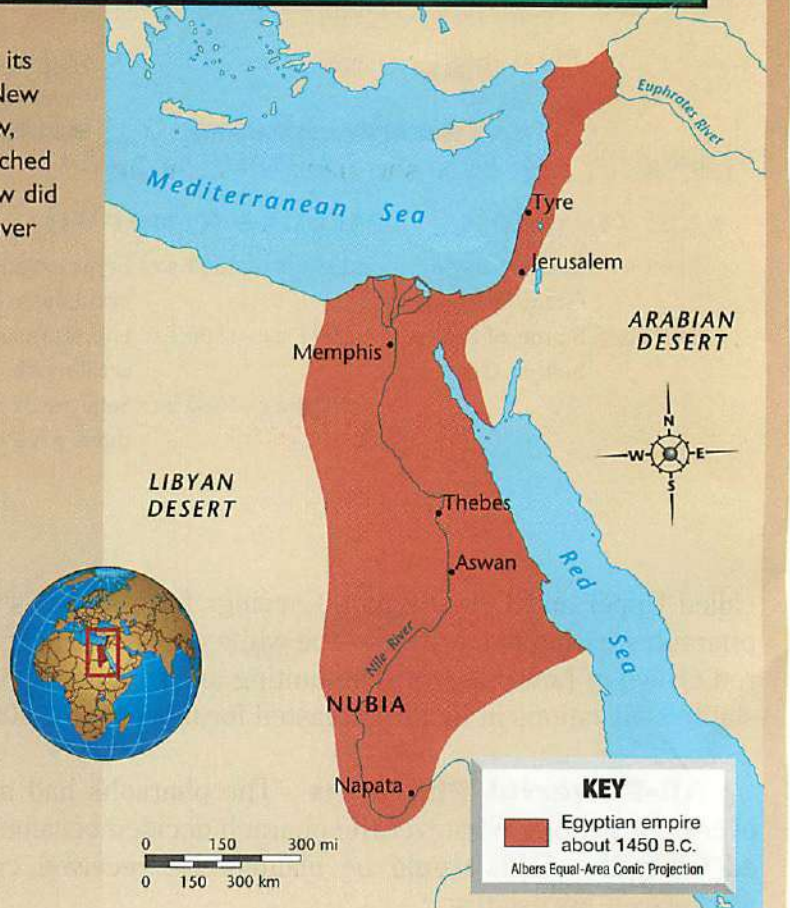 its
New
w,
ched
w did
ver
Euphrates River
Mediterranean Sea
Tyre
Jerusalem
ARABIAN
DESERT
Memphis
N
W E
S
LIBYAN
DESERT
Thebes
Aswan
Red
Sea
Nile River
NUBIA
Napata
KEY
Egyptian empire
about 1450 B.C.
Albers Equal-Area Conic Projection
0 150 300 mi
0 150 300 km